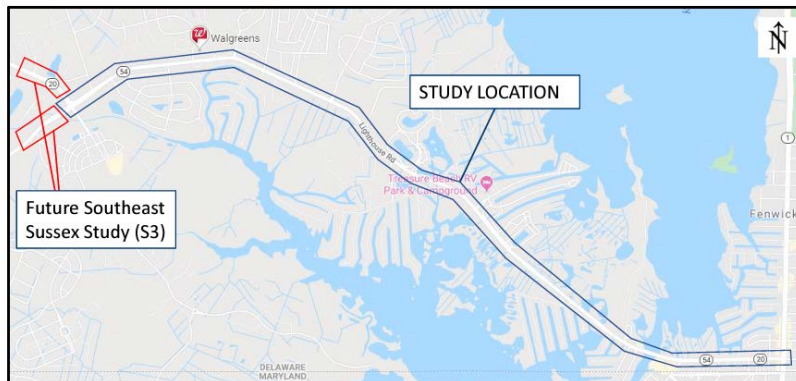 Walgreens
N
20
54
STUDY LOCATION
1
Lighthouse Rd
Treasure Beach RV
Park & Campground
Future Southeast
Sussex Study (S3)
Fenwick
54
20
DELAWARE
MARYLAND